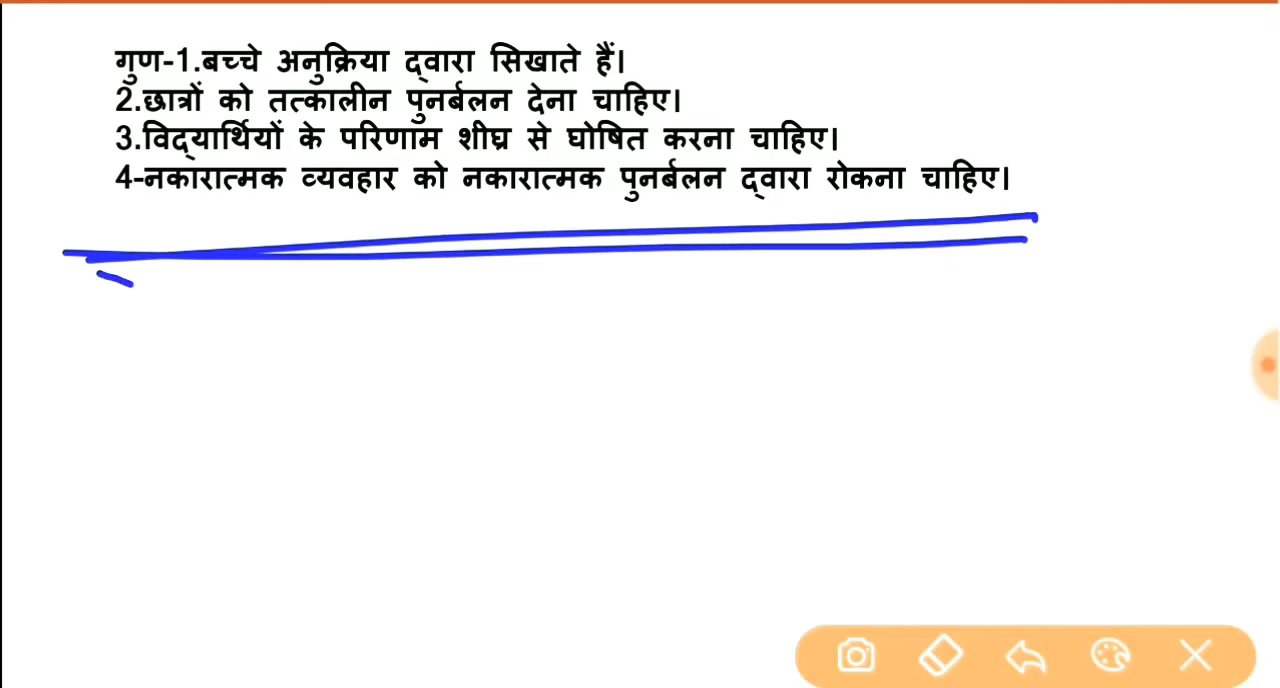 गुण-1.बच्चे अनुक्रिया द्वारा सिखाते हैं।
2.छात्रों को तत्कालीन पुनर्बलन देना चाहिए।
3.विद्यार्थियों के परिणाम शीघ्र से घोषित करना चाहिए।
4-नकारात्मक व्यवहार को नकारात्मक पुनर्बलन द्वारा रोकना चाहिए।